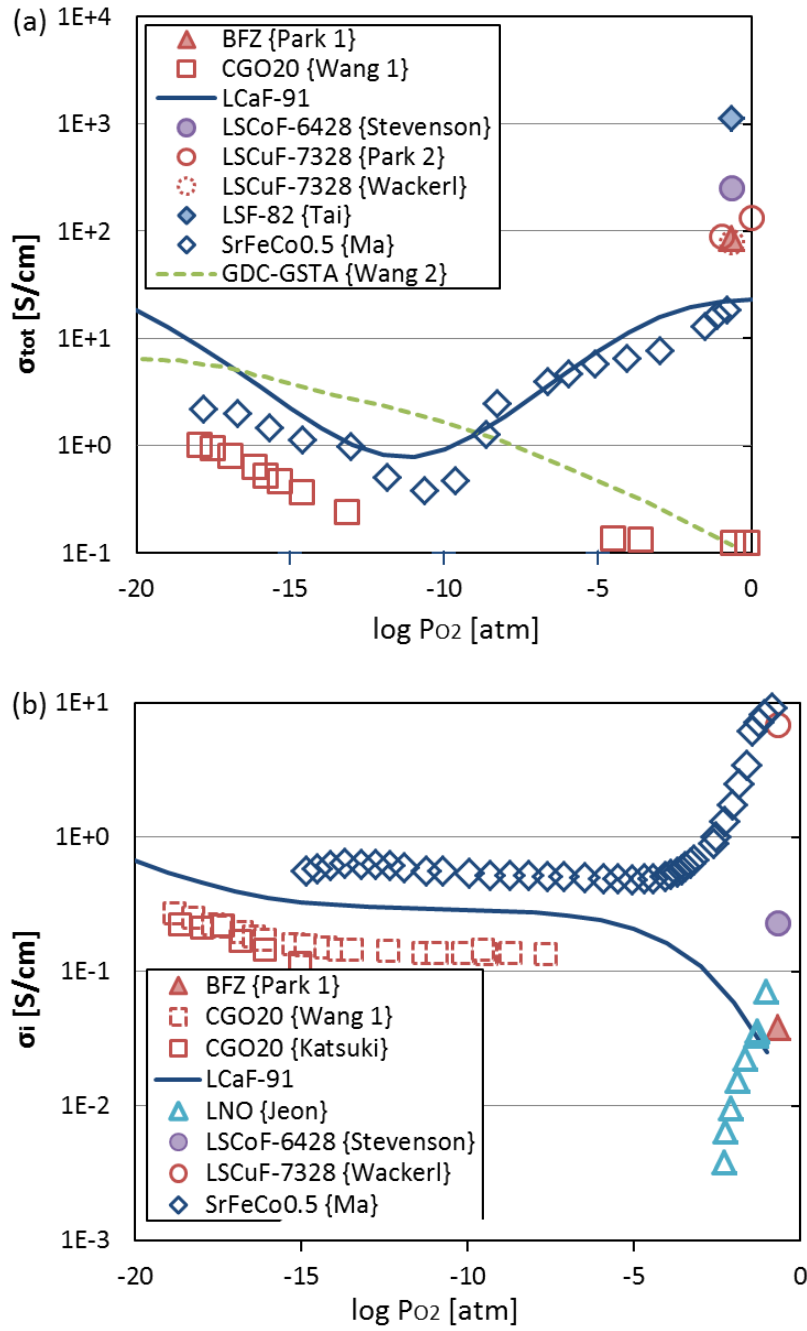 (a)
1E+4
1E+3
1E+2
1E+1
1E+0
1E-1
σtot [S/cm]
BFZ {Park 1}
CGO20 {Wang 1}
LCaF-91
LSCoF-6428 {Stevenson}
LSCuF-7328 {Park 2}
LSCuF-7328 {Wackerl}
LSF-82 {Tai}
SrFeCo0.5 {Ma}
GDC-GSTA {Wang 2}
-20 -15 -10 -5 0
log PO2 [atm]
(b)
1E+1
1E+0
1E-1
1E-2
1E-3
σi [S/cm]
BFZ {Park 1}
CGO20 {Wang 1}
CGO20 {Katsuki}
LCaF-91
LNO {Jeon}
LSCoF-6428 {Stevenson}
LSCuF-7328 {Wackerl}
SrFeCo0.5 {Ma}
-20 -15 -10 -5 0
log PO2 [atm]